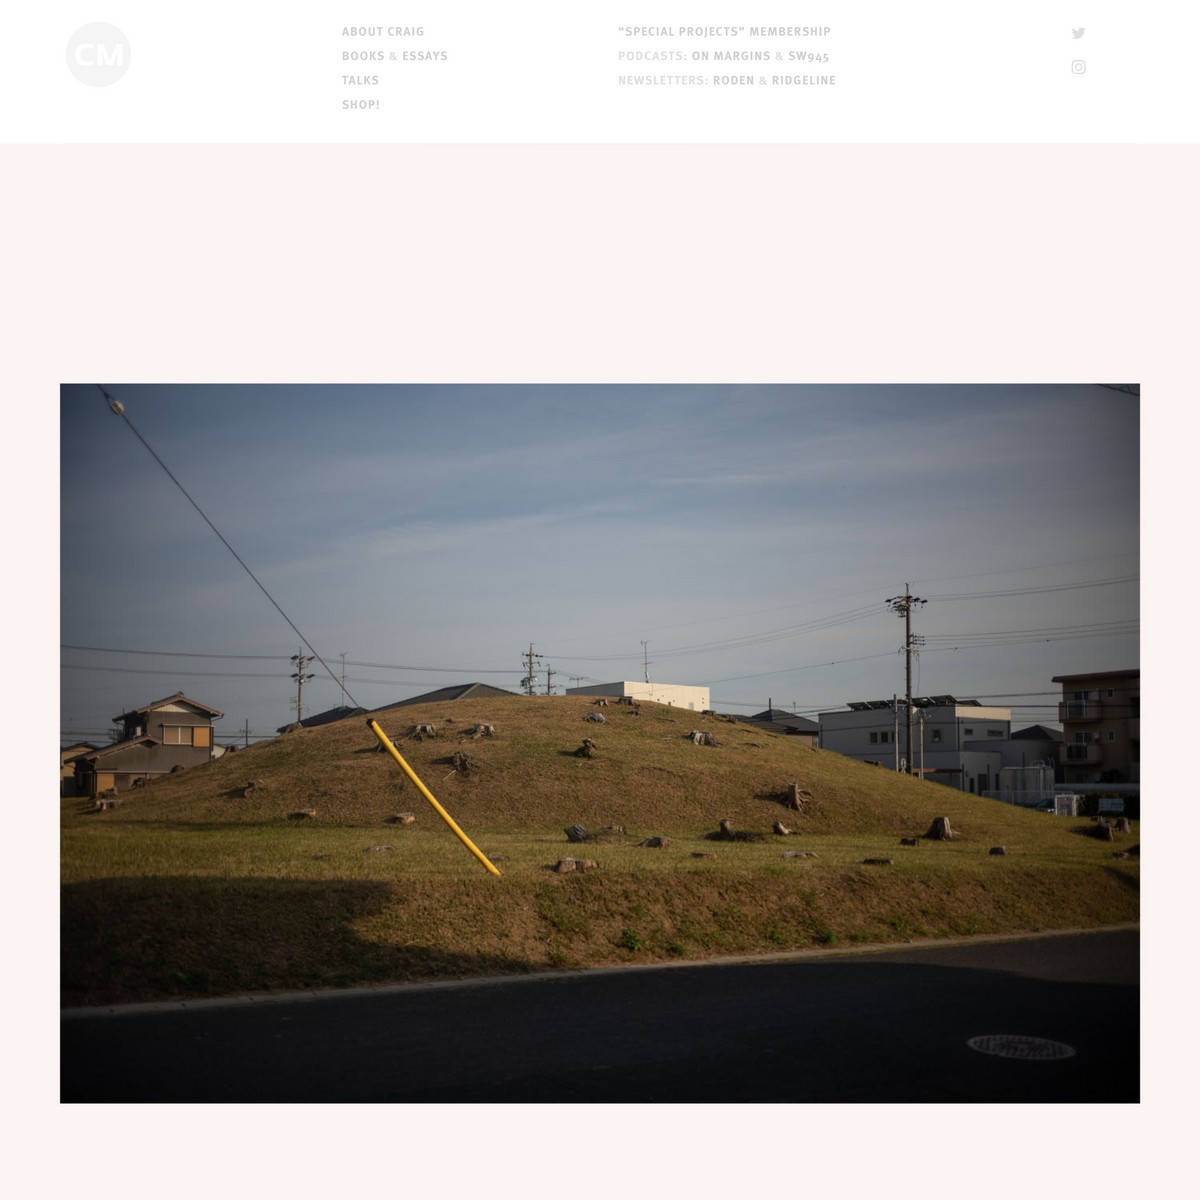 CM
ABOUT CRAIG
BOOKS & ESSAYS
TALKS
SHOP!
“SPECIAL PROJECTS” MEMBERSHIP
PODCASTS: ON MARGINS & SW945
NEWSLETTERS: RODEN & RIDGELINE